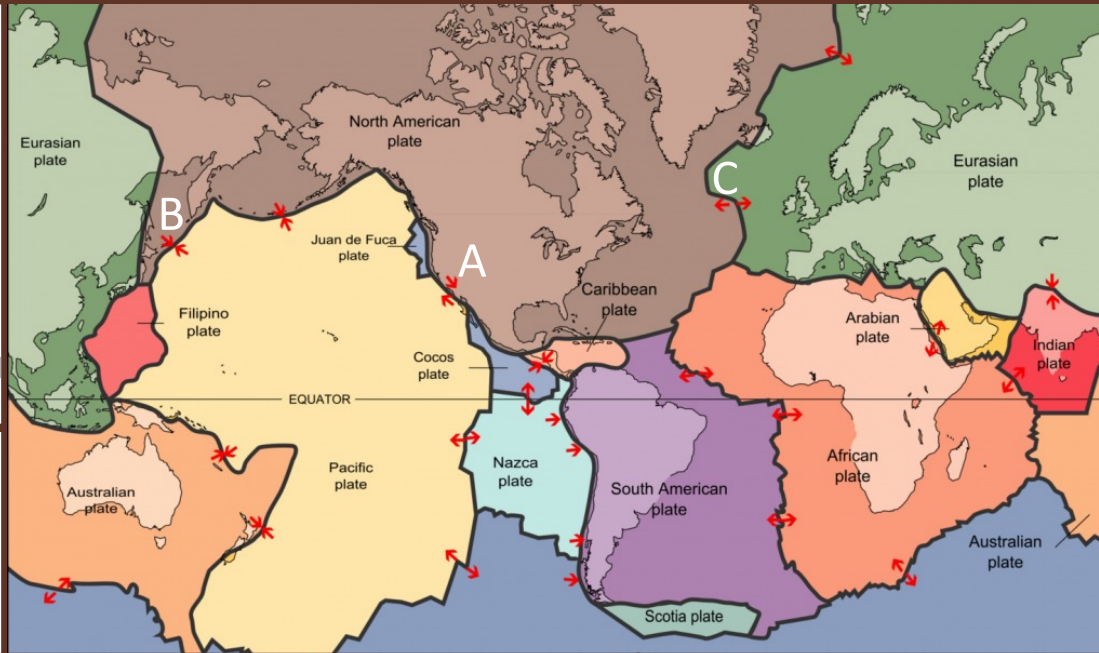 Eurasian
plate
North American
plate
C
Eurasian
plate
B
Juan de Fuca
plate
A
Caribbean
plate
Filipino
plate
Arabian
plate
Indian
plate
Cocos
plate
EQUATOR
Pacific
plate
Nazca
plate
South American
plate
African
plate
Australian
plate
Australian
plate
Scotia plate